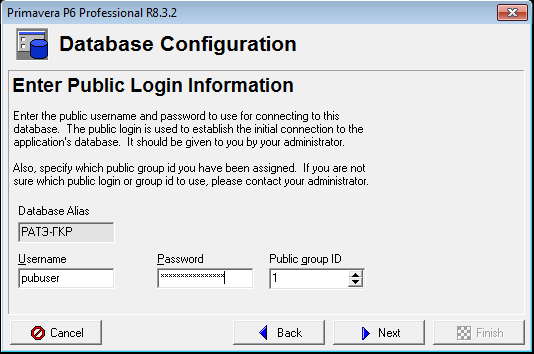 Primavera P6 Professional R8.3.2
Database Configuration
Enter Public Login Information
Enter the public username and password to use for connecting to this
database. The public login is used to establish the initial connection to the
application's database. It should be given to you by your administrator.
Also, specify which public group id you have been assigned. If you are not
sure which public login or group id to use, please contact your administrator.
Database Alias
РАТЭ-ГКР
Username Password Public group ID
pubuser **************** 1
Cancel Back Next Finish